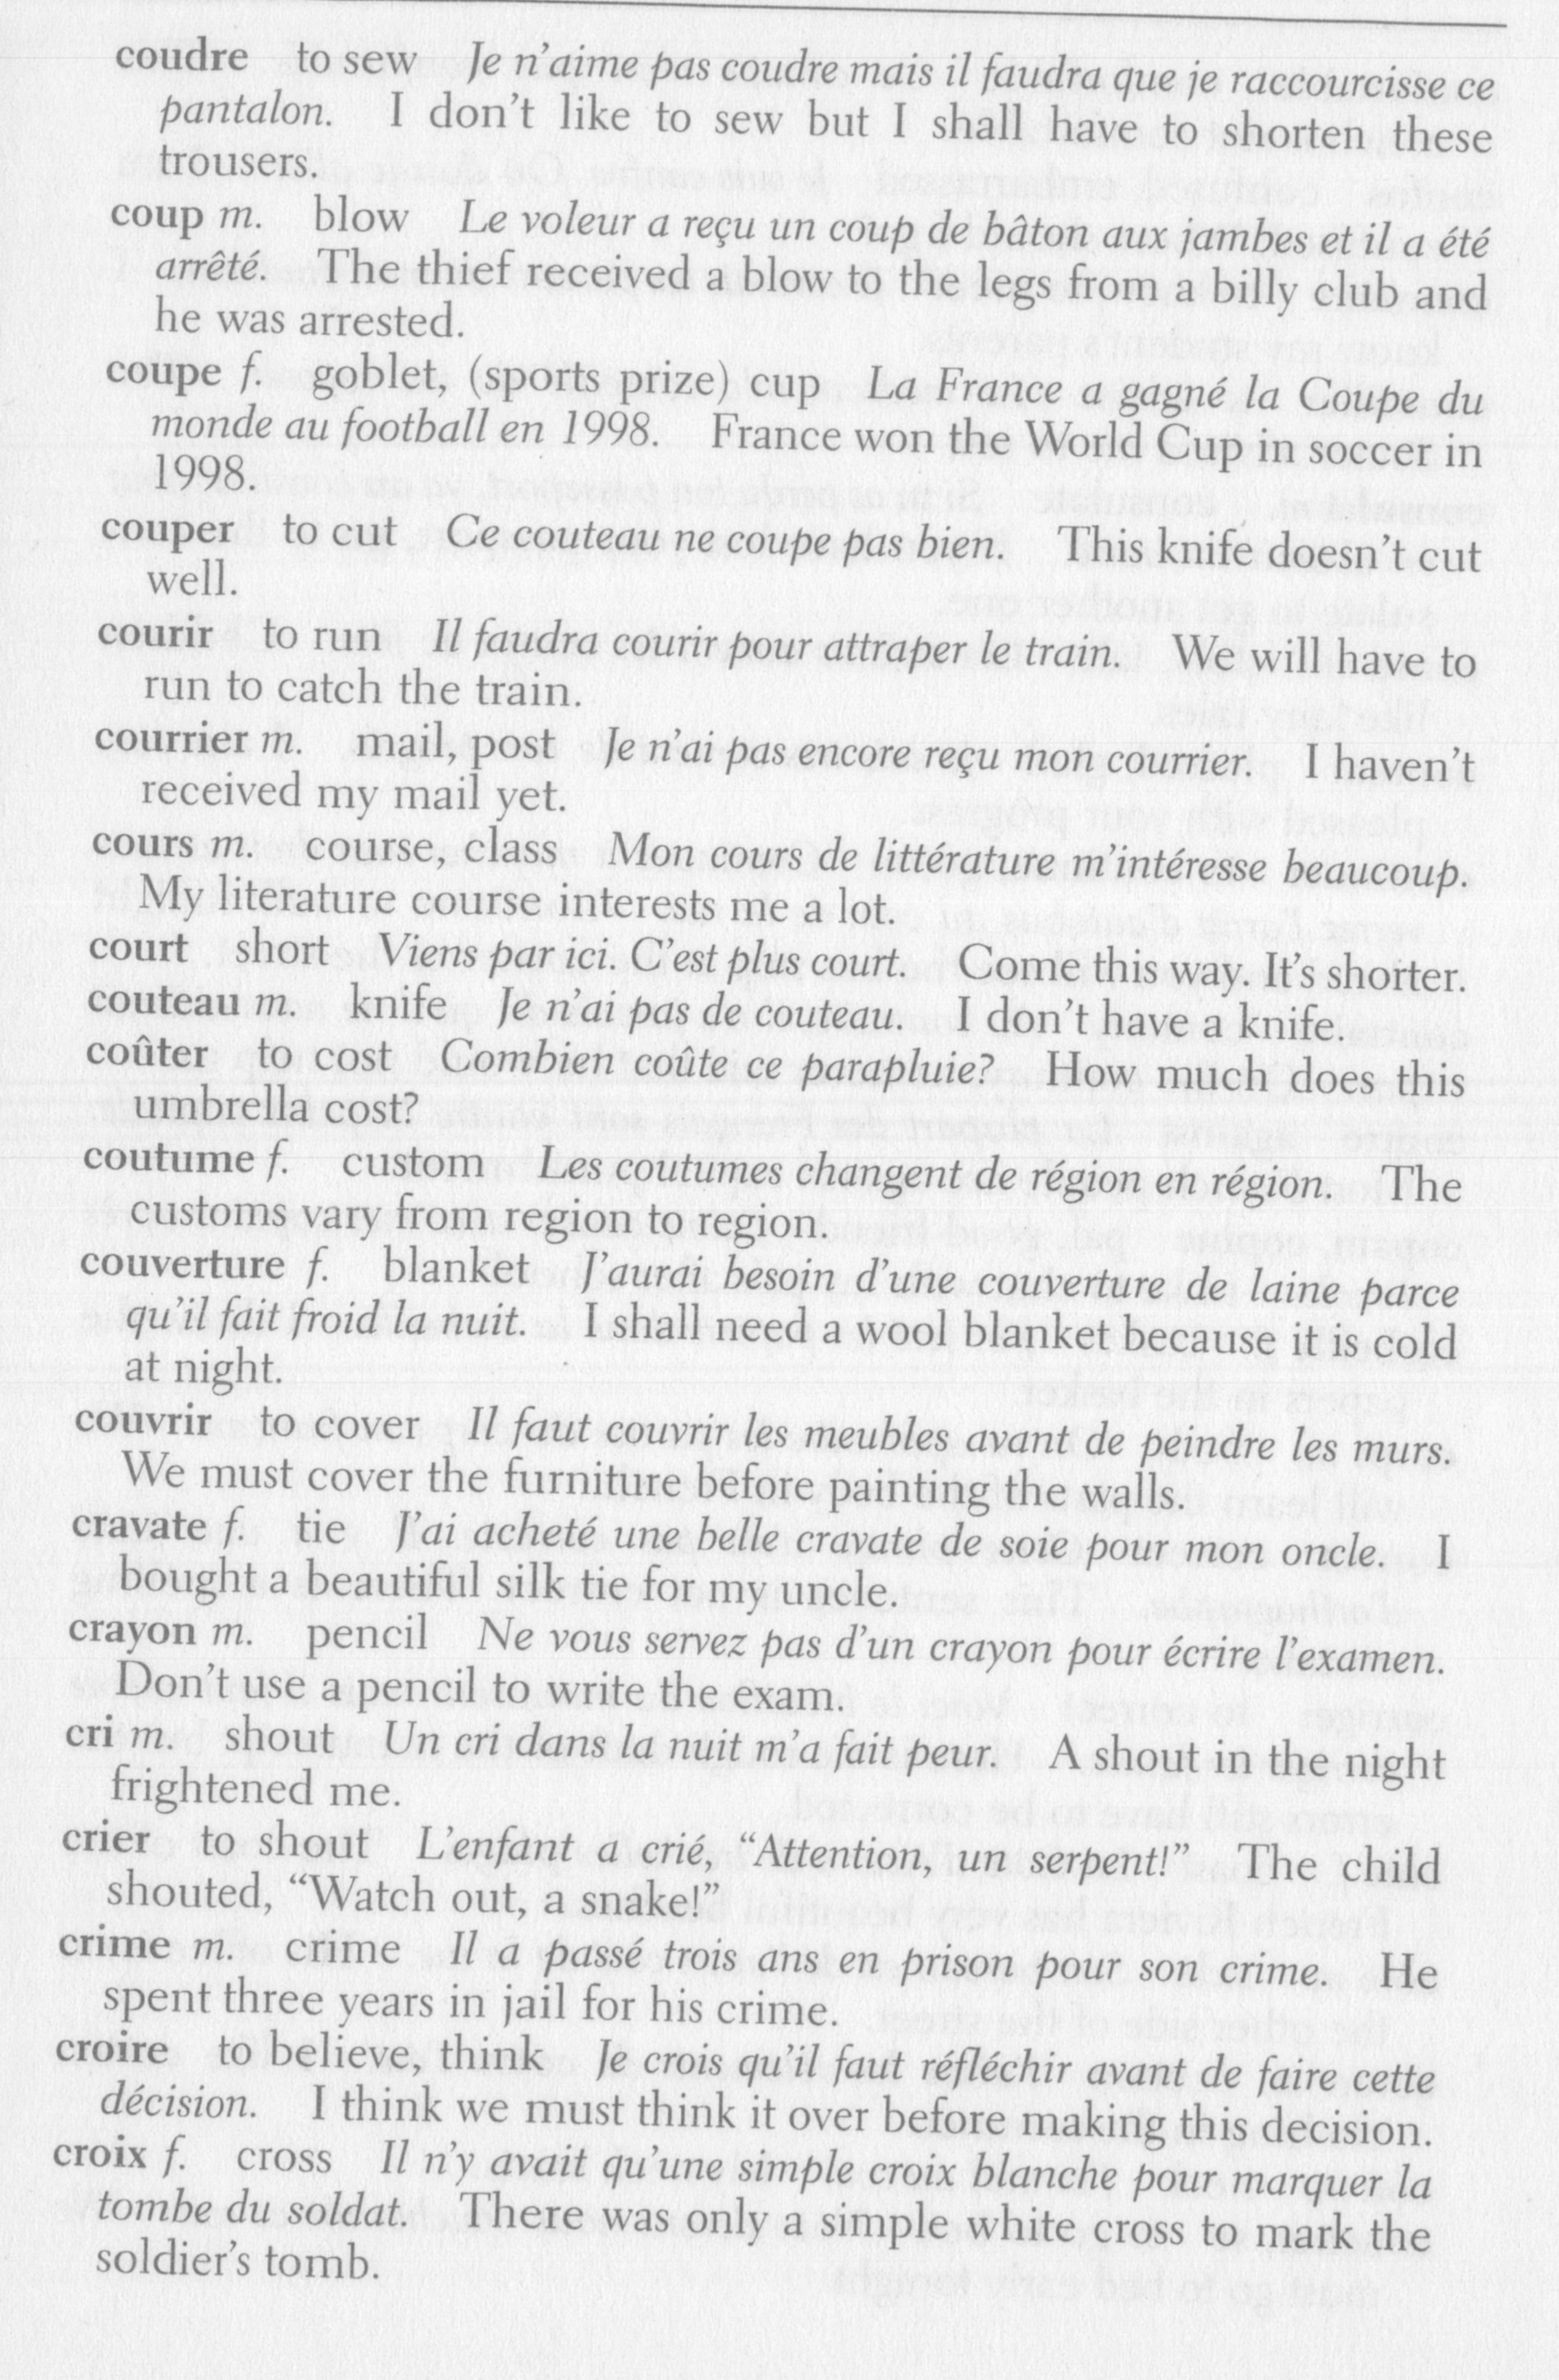 coudre to sew Je n'aime pas coudre mais il faudra que je raccourcisse ce
pantalon. I don't like to sew but I shall have to shorten these
trousers.
coup m. blow Le voleur a reçu un coup de bâton aux jambes et il a été
arrêté. The thief received a blow to the legs from a billy club and
he was arrested.
coupe f. goblet, (sports prize) cup La France a gagné la Coupe du
monde au football en 1998. France won the World Cup in soccer in
1998.
couper to cut Ce couteau ne coupe pas bien. This knife doesn't cut
well.
courir to run Il faudra courir pour attraper le train. We will have to
run to catch the train.
courrier m. mail, post Je n'ai pas encore reçu mon courrier. I haven't
received my mail yet.
cours m. course, class Mon cours de littérature m'intéresse beaucoup.
My literature course interests me a lot.
court short Viens par ici. C'est plus court. Come this way. It's shorter.
couteau m. knife Je n'ai pas de couteau. I don't have a knife.
coûter to cost Combien coûte ce parapluie? How much does this
umbrella cost?
coutume f. custom Les coutumes changent de région en région. The
customs vary from region to region.
couverture f. blanket J'aurai besoin d'une couverture de laine parce
qu'il fait froid la nuit. I shall need a wool blanket because it is cold
at night.
couvrir to cover Il faut couvrir les meubles avant de peindre les murs.
We must cover the furniture before painting the walls.
cravate f. tie J'ai acheté une belle cravate de soie pour mon oncle. I
bought a beautiful silk tie for my uncle.
crayon m. pencil Ne vous servez pas d'un crayon pour écrire l'examen.
Don't use a pencil to write the exam.
cri m. shout Un cri dans la nuit m'a fait peur. A shout in the night
frightened me.
crier to shout L'enfant a crié, “Attention, un serpent!” The child
shouted, “Watch out, a snake!”
crime m. crime Il a passé trois ans en prison pour son crime. He
spent three years in jail for his crime.
croire to believe, think Je crois qu'il faut réfléchir avant de faire cette
décision. I think we must think it over before making this decision.
croix f. cross Il n'y avait qu'une simple croix blanche pour marquer la
tombe du soldat. There was only a simple white cross to mark the
soldier's tomb.